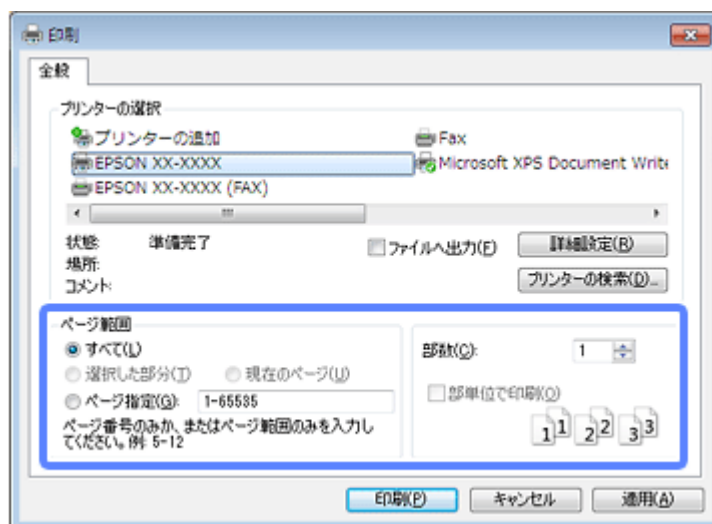 印刷
全般
プリンターの選択
プリンターの追加 Fax
EPSON XX-XXXX Microsoft XPS Document Write
EPSON XX-XXXX (FAX)
状態: 準備完了 ファイルへ出力(F) 詳細設定(R)
場所:
コメント: プリンターの検索(D)...
ページ範囲
すべて(L) 部数(C): 1
選択した部分(T) 現在のページ(U)
ページ指定(G): 1-65535 部単位で印刷(O)
ページ番号のみか、またはページ範囲のみを入力し
てください。例: 5-12
11 22 33
印刷(P) キャンセル 適用(A)